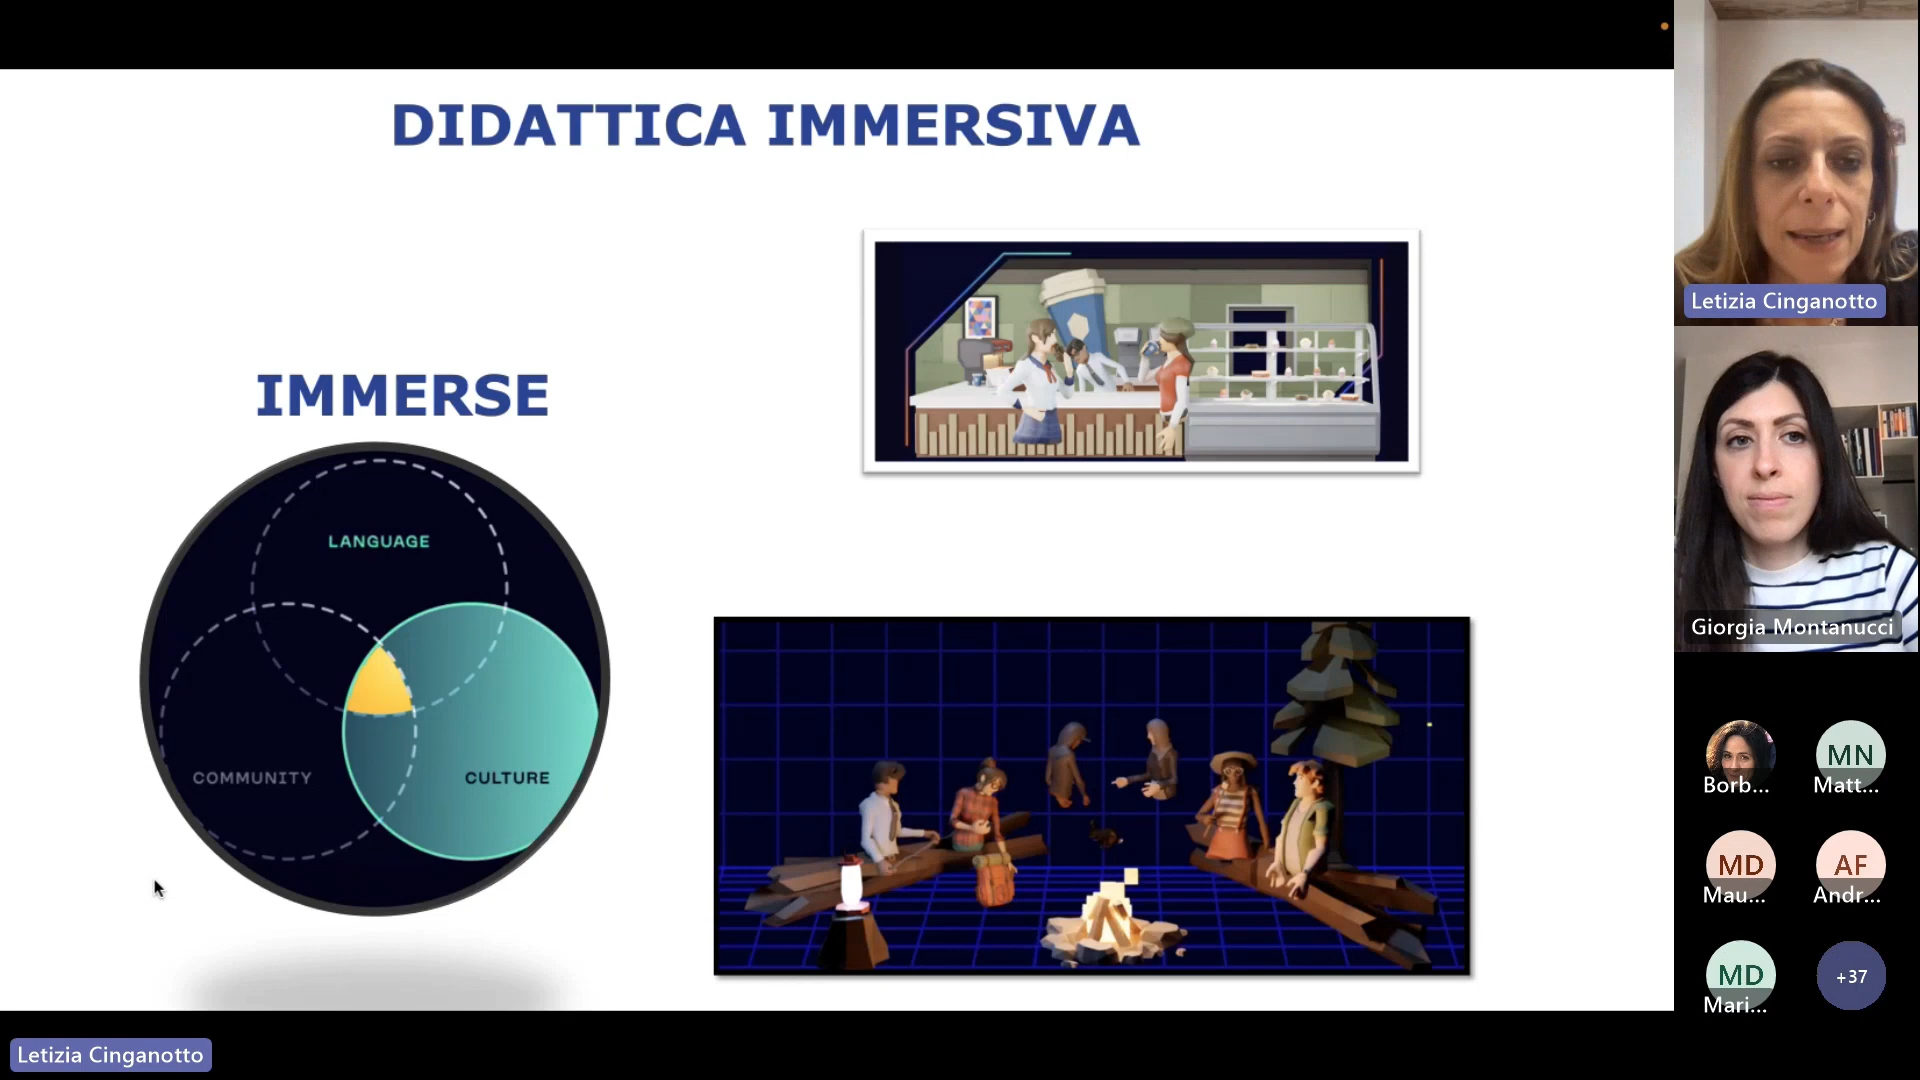 DIDATTICA IMMERSIVA
IMMERSE
LANGUAGE
COMMUNITY
CULTURE
Letizia Cinganotto
Giorgia Montanucci
MN
Borb...
Matt...
MD
AF
Mau...
Andr...
MD
+37
Mari...
Letizia Cinganotto